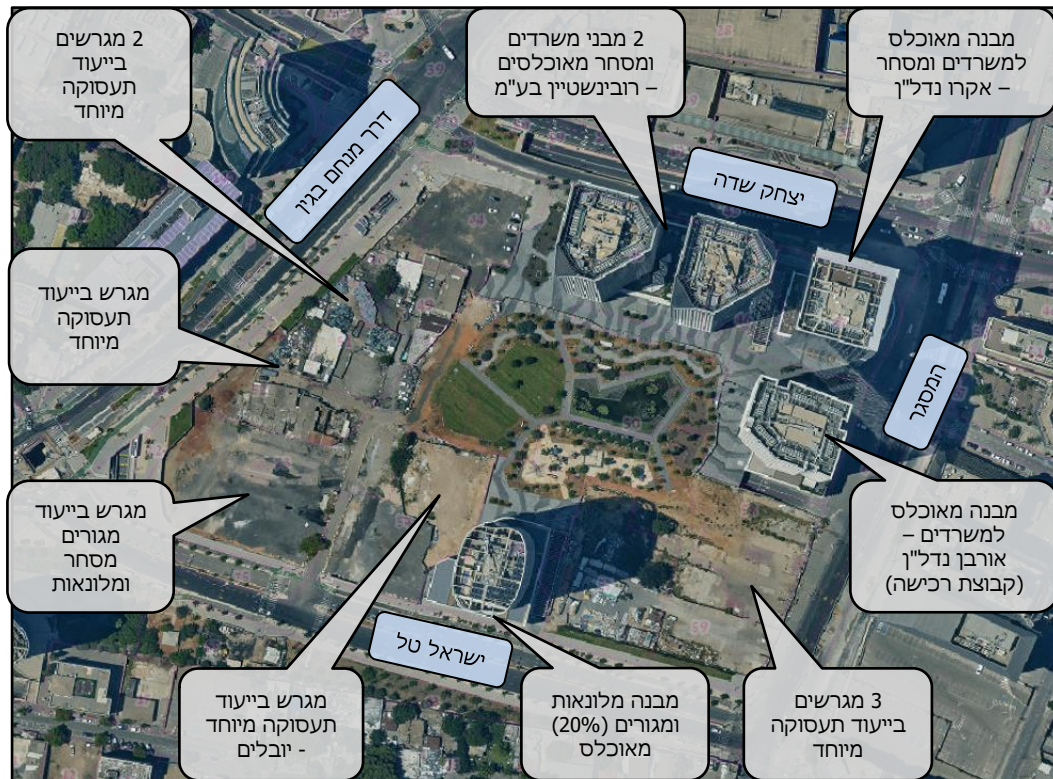 2 מגרשים
בייעוד
תעסוקה
מיוחד
2 מבני משרדים
ומסחר מאוכלסים
– רובינשטיין בע"מ
מבנה מאוכלס
למשרדים ומסחר
– אקרו נדל"ן
דרך מנחם בגין
יצחק שדה
מגרש בייעוד
תעסוקה
מיוחד
המסגר
מגרש בייעוד
מגורים
מסחר
ומלונאות
מבנה מאוכלס
למשרדים –
אורבן נדל"ן
(קבוצת רכישה)
ישראל טל
מגרש בייעוד
תעסוקה מיוחד
- יובלים
מבנה מלונאות
ומגורים (20%)
מאוכלס
3 מגרשים
בייעוד תעסוקה
מיוחד